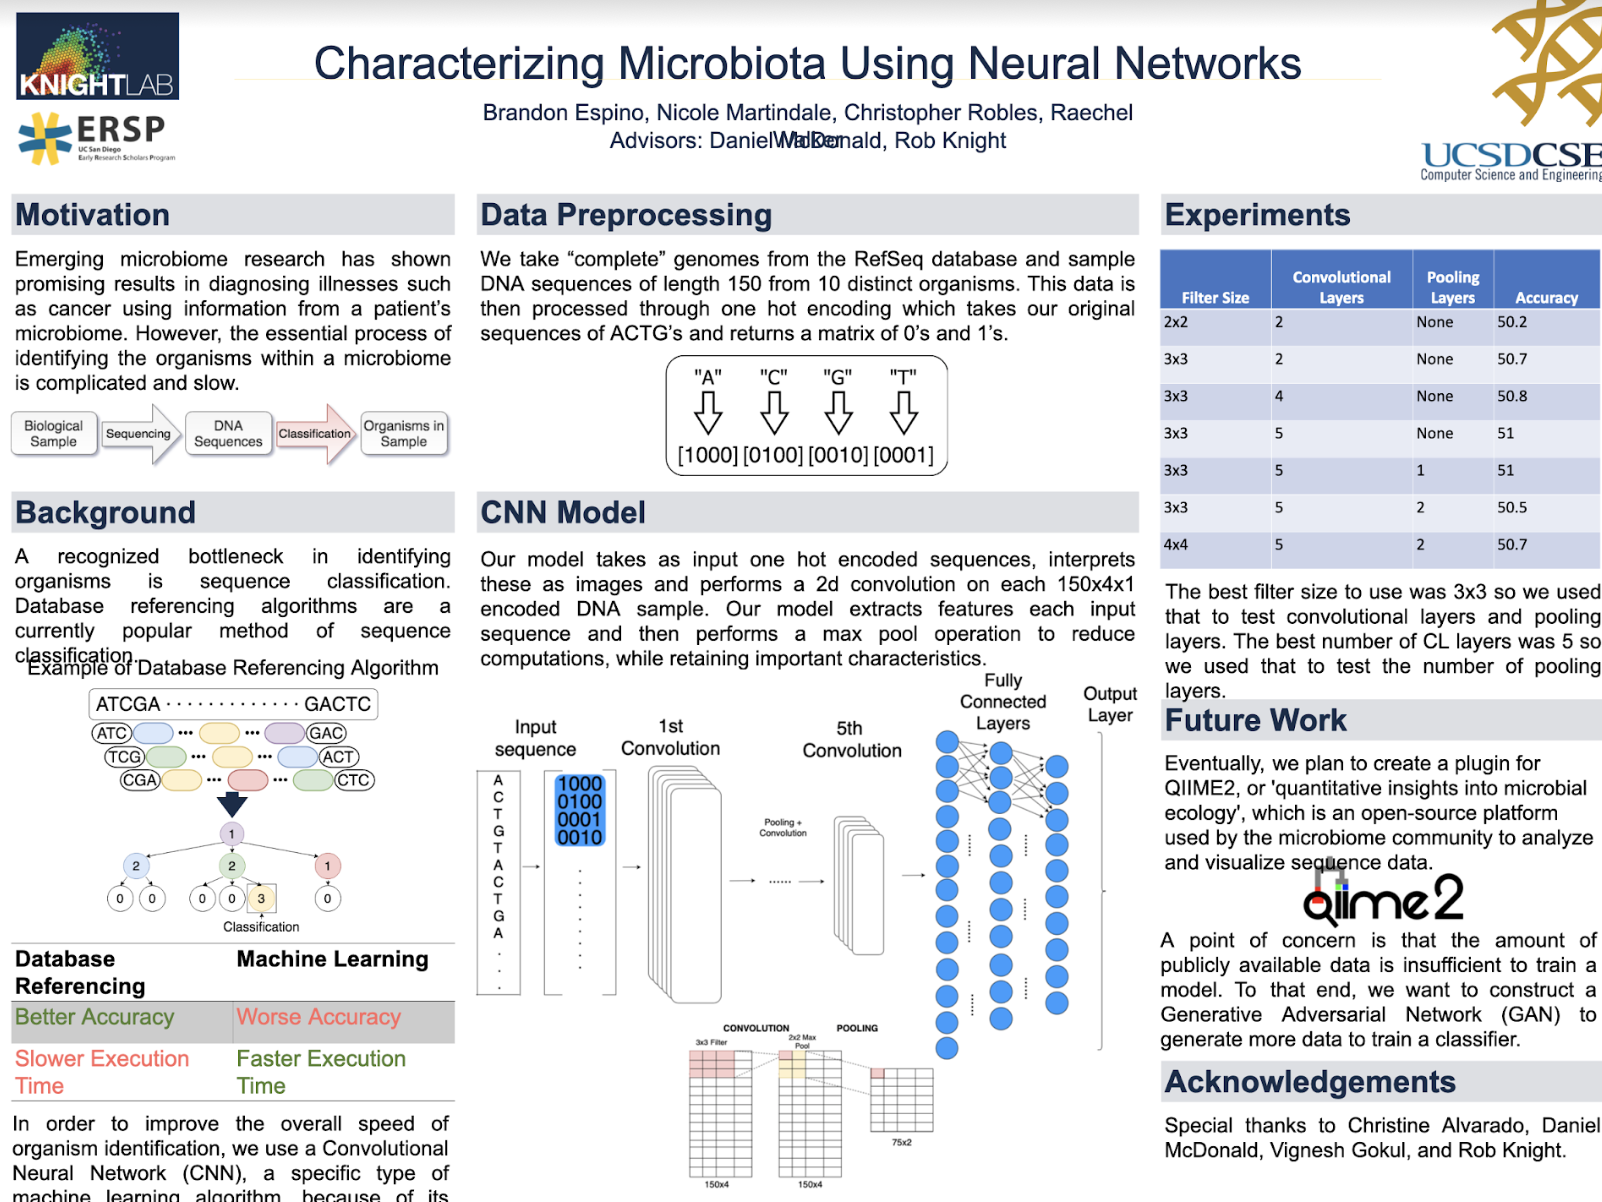 KNIGHTLAB
ERSP
UC San Diego
Early Research Scholars Program
Characterizing Microbiota Using Neural Networks
Brandon Espino, Nicole Martindale, Christopher Robles, Raechel
Walker
Advisors: Daniel McDonald, Rob Knight
UCSDCSE
Computer Science and Engineering
Motivation
Emerging microbiome research has shown
promising results in diagnosing illnesses such
as cancer using information from a patient's
microbiome. However, the essential process of
identifying the organisms within a microbiome
is complicated and slow.
Biological
Sample
Sequencing
DNA
Sequences
Classification
Organisms in
Sample
Background
A recognized bottleneck in identifying
organisms is sequence classification.
Database referencing algorithms are a
currently popular method of sequence
classification.
Example of Database Referencing Algorithm
ATCGA · · · · · · · · · · · · · GACTC
ATC ••• ••• GAC
TCG ••• ••• ACT
CGA ••• ••• CTC
1
2 2 1
0 0 0 0 3 0
Classification
Database
Referencing
Machine Learning
Better Accuracy Worse Accuracy
Slower Execution
Time
Faster Execution
Time
In order to improve the overall speed of
organism identification, we use a Convolutional
Neural Network (CNN), a specific type of
machine learning algorithm, because of its
Data Preprocessing
We take “complete” genomes from the RefSeq database and sample
DNA sequences of length 150 from 10 distinct organisms. This data is
then processed through one hot encoding which takes our original
sequences of ACTG's and returns a matrix of 0's and 1's.
"A" "C" "G" "T"
[1000] [0100] [0010] [0001]
CNN Model
Our model takes as input one hot encoded sequences, interprets
these as images and performs a 2d convolution on each 150x4x1
encoded DNA sample. Our model extracts features each input
sequence and then performs a max pool operation to reduce
computations, while retaining important characteristics.
Input
sequence
1st
Convolution
5th
Convolution
Fully
Connected
Layers
Output
Layer
A
C
T
G
T
A
C
T
G
A
.
.
.
1000
0100
0001
0010
Pooling +
Convolution
......
CONVOLUTION POOLING
3x3 Filter
2x2 Max
Pool
150x4
150x4
75x2
Experiments
Filter Size Convolutional Layers Pooling Layers Accuracy
2x2 2 None 50.2
3x3 2 None 50.7
3x3 4 None 50.8
3x3 5 None 51
3x3 5 1 51
3x3 5 2 50.5
4x4 5 2 50.7
The best filter size to use was 3x3 so we used
that to test convolutional layers and pooling
layers. The best number of CL layers was 5 so
we used that to test the number of pooling
layers.
Future Work
Eventually, we plan to create a plugin for
QIIME2, or 'quantitative insights into microbial
ecology', which is an open-source platform
used by the microbiome community to analyze
and visualize sequence data.
Qiime2
A point of concern is that the amount of
publicly available data is insufficient to train a
model. To that end, we want to construct a
Generative Adversarial Network (GAN) to
generate more data to train a classifier.
Acknowledgements
Special thanks to Christine Alvarado, Daniel
McDonald, Vignesh Gokul, and Rob Knight.